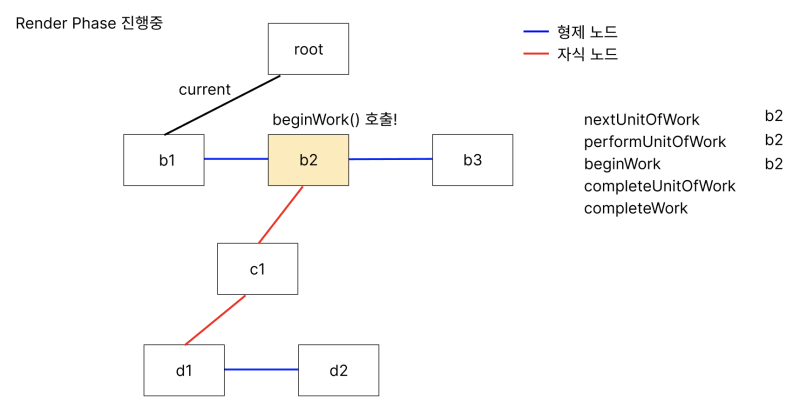 Render Phase 진행중
root
형제 노드
자식 노드
current
beginWork() 호출!
b1
b2
b3
nextUnitOfWork b2
performUnitOfWork b2
beginWork b2
completeUnitOfWork
completeWork
c1
d1
d2